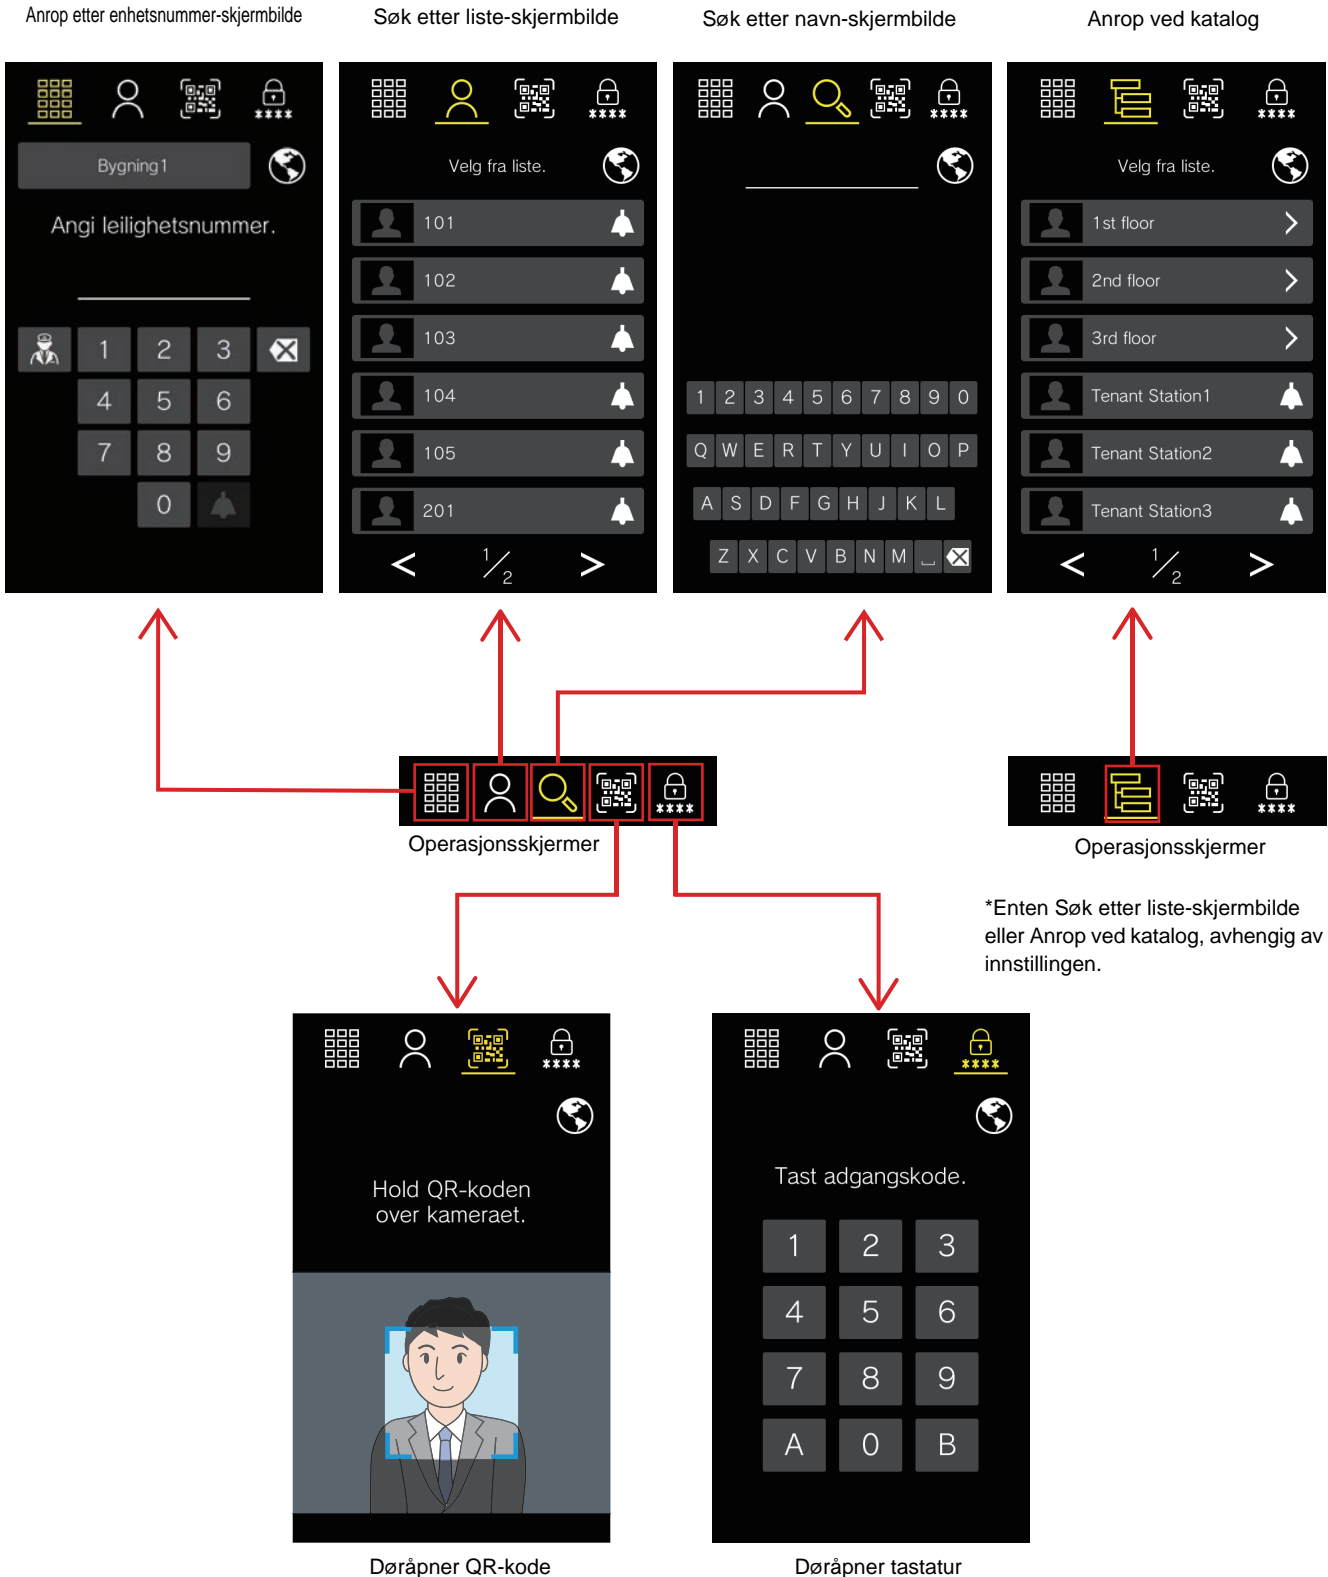 Anrop etter enhetsnummer-skjermbilde
Søk etter liste-skjermbilde
Søk etter navn-skjermbilde
Anrop ved katalog
****
Bygning1
Angi leilighetsnummer.
1 2 3
4 5 6
7 8 9
0
****
Velg fra liste.
101
102
103
104
105
201
< 1/2 >
****
1 2 3 4 5 6 7 8 9 0
Q W E R T Y U I O P
A S D F G H J K L
Z X C V B N M
****
Velg fra liste.
1st floor
2nd floor
3rd floor
Tenant Station1
Tenant Station2
Tenant Station3
< 1/2 >
****
Operasjonsskjermer
****
Operasjonsskjermer
*Enten Søk etter liste-skjermbilde
eller Anrop ved katalog, avhengig av
innstillingen.
****
Hold QR-koden
over kameraet.
Døråpner QR-kode
****
Tast adgangskode.
1 2 3
4 5 6
7 8 9
A 0 B
Døråpner tastatur